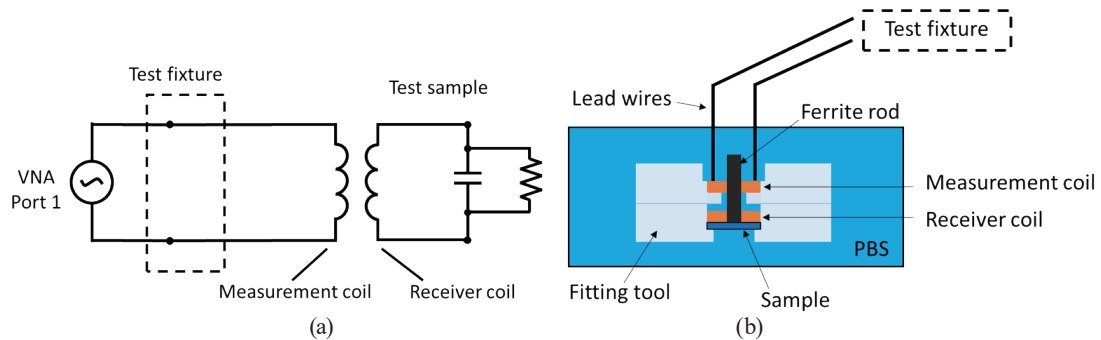 Test fixture
Test sample
VNA
Port 1
Measurement coil
Receiver coil
(a)
Test fixture
Lead wires
Ferrite rod
Measurement coil
Receiver coil
PBS
Fitting tool
Sample
(b)